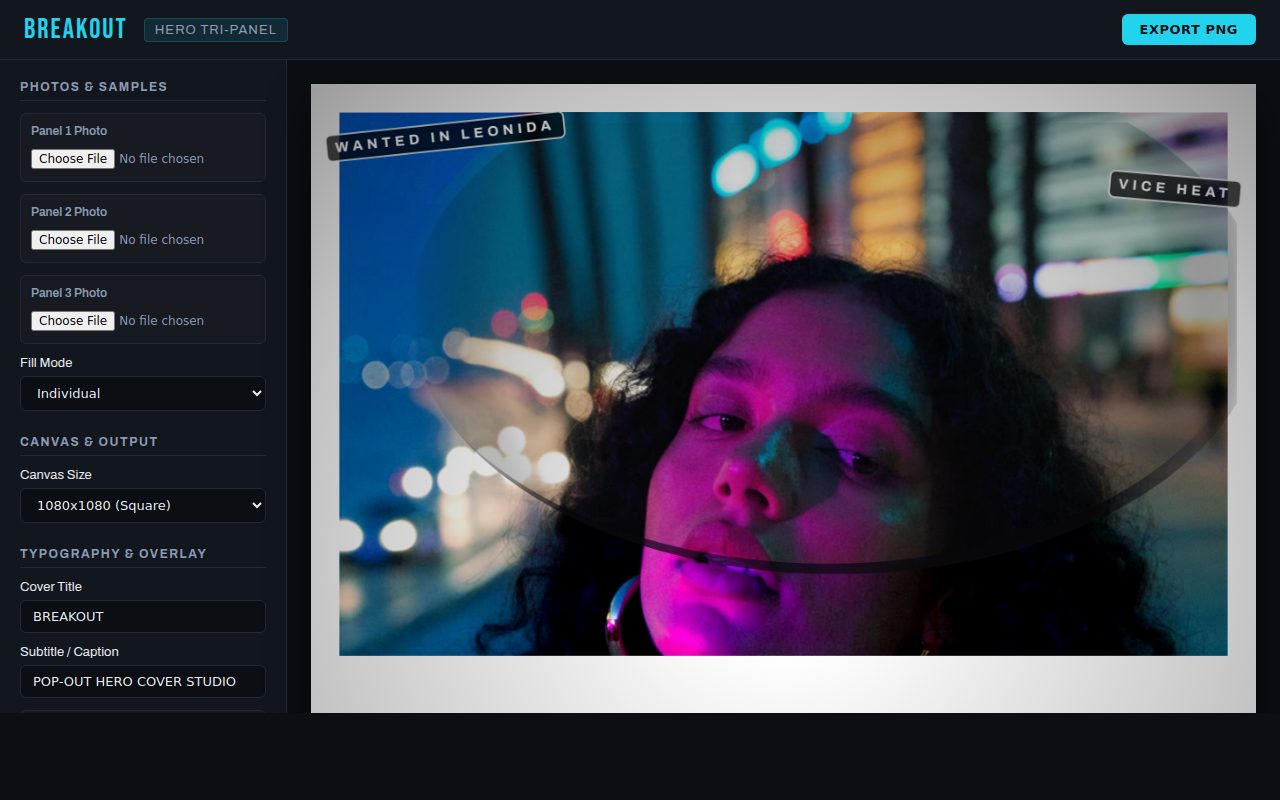 BREAKOUT
HERO TRI-PANEL
EXPORT PNG
PHOTOS & SAMPLES
Panel 1 Photo
Choose File No file chosen
Panel 2 Photo
Choose File No file chosen
Panel 3 Photo
Choose File No file chosen
Fill Mode
Individual
CANVAS & OUTPUT
Canvas Size
1080x1080 (Square)
TYPOGRAPHY & OVERLAY
Cover Title
BREAKOUT
Subtitle / Caption
POP-OUT HERO COVER STUDIO
WANTED IN LEONIDA
VICE HEAT